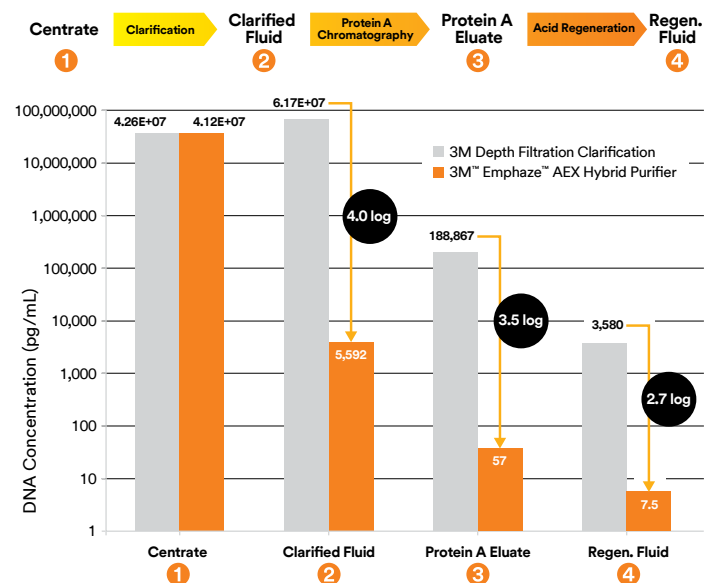 Centrate
Clarification
Clarified
Fluid
Protein A
Chromatography
Protein A
Eluate
Acid Regeneration
Regen.
Fluid
1
2
3
4
100,000,000
10,000,000
1,000,000
100,000
10,000
1,000
100
10
1
DNA Concentration (pg/mL)
4.26E+07
4.12E+07
6.17E+07
3M Depth Filtration Clarification
3M™ Emphaze™ AEX Hybrid Purifier
4.0 log
188,867
3.5 log
3,580
5,592
2.7 log
57
7.5
Centrate
Clarified Fluid
Protein A Eluate
Regen. Fluid
1
2
3
4